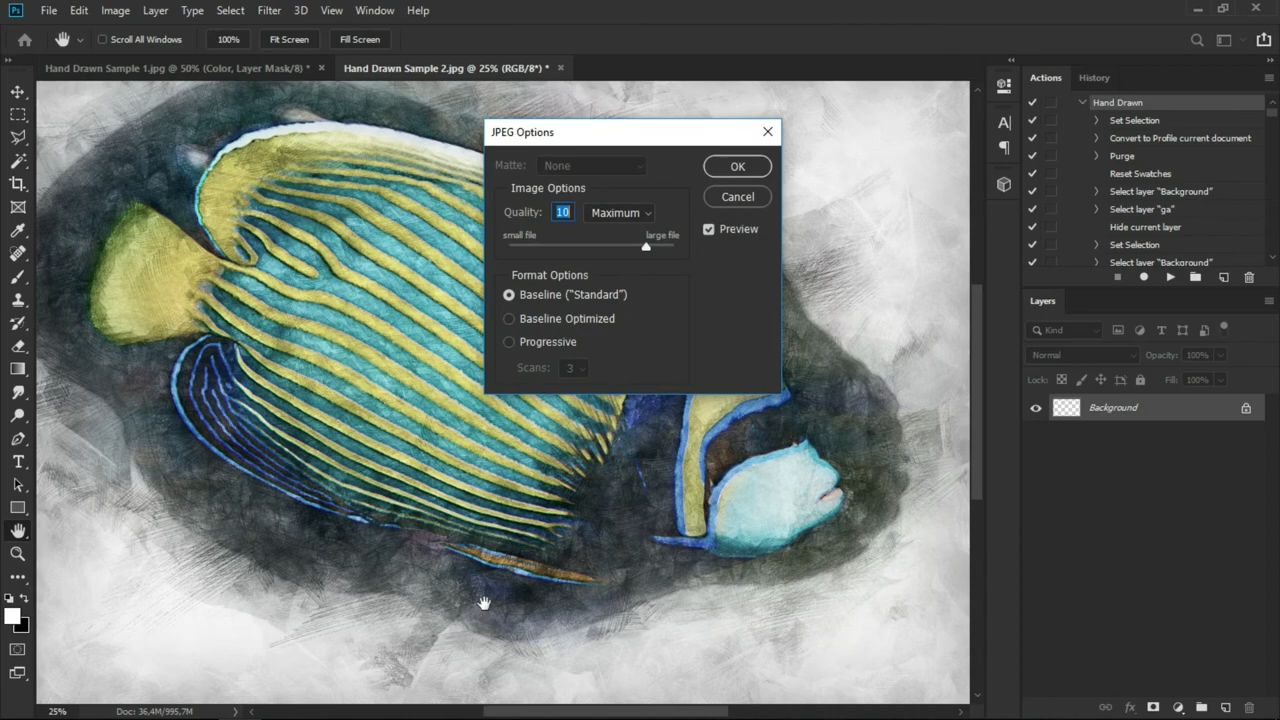 Ps File Edit Image Layer Type Select Filter 3D View Window Help
Scroll All Windows 100% Fit Screen Fill Screen
Hand Drawn Sample 1.jpg @ 50% (Color, Layer Mask/8) *
Hand Drawn Sample 2.jpg @ 25% (RGB/8*) *
JPEG Options
Matte: None
OK
Image Options
Cancel
Quality: 10 Maximum
Preview
small file large file
Format Options
Baseline ("Standard")
Baseline Optimized
Progressive
Scans: 3
Actions History
Hand Drawn
Set Selection
Convert to Profile current document
Purge
Reset Swatches
Select layer "Background"
Select layer "ga"
Hide current layer
Set Selection
Select layer "Background"
Layers
Kind
Normal Opacity: 100%
Lock: Fill: 100%
Background
25% Doc: 36,4M/995,7M